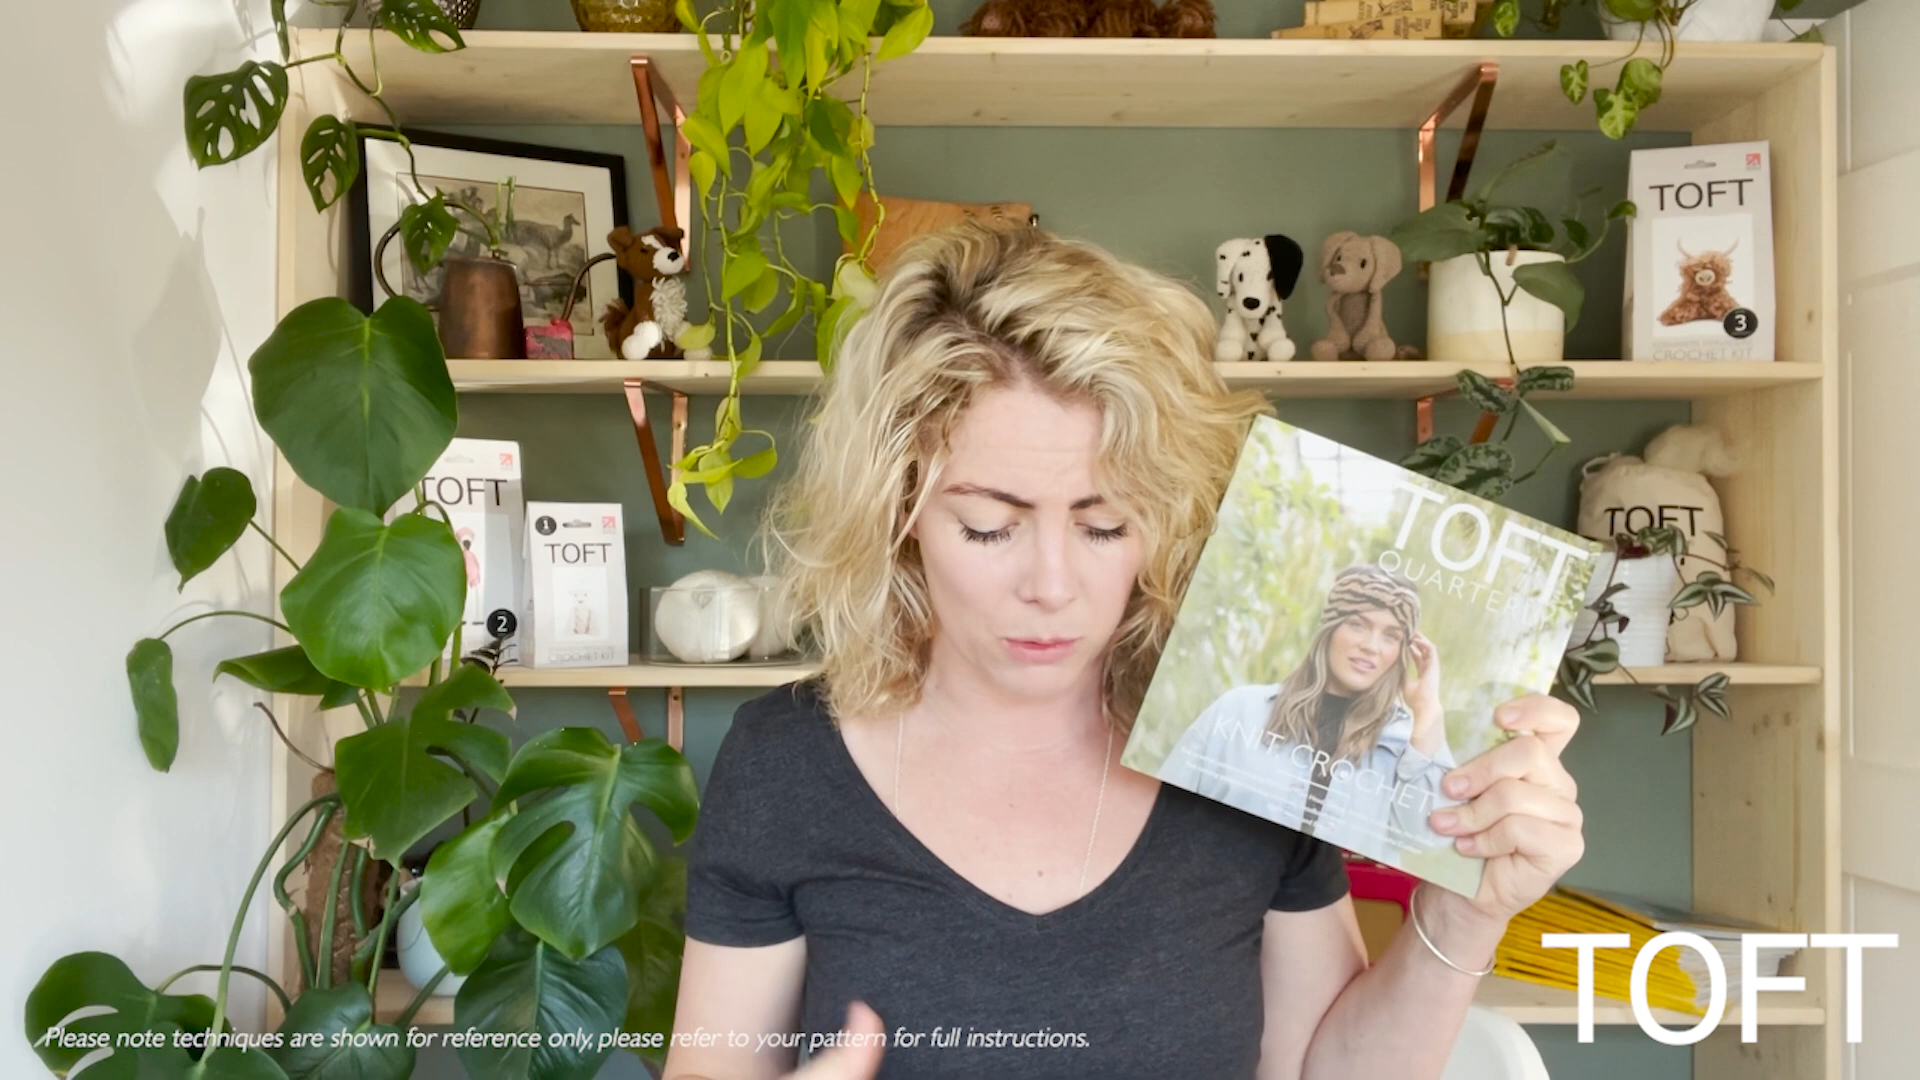 TOFT
3
CROCHET KIT
TOFT
2
1
TOFT
CROCHET KIT
TOFT
TOFT
QUARTERLY
KNIT, CROCHET
Please note techniques are shown for reference only, please refer to your pattern for full instructions.
TOFT